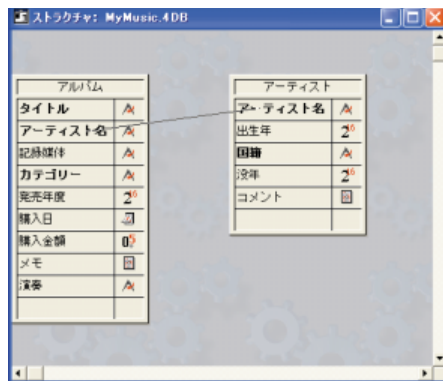 ストラクチャ: MyMusic.4DB
アルバム
タイトル
アーティスト名
記録媒体
カテゴリー
発売年度
購入日
購入金額
メモ
演奏
アーティスト
アーティスト名
出生年
国籍
没年
コメント